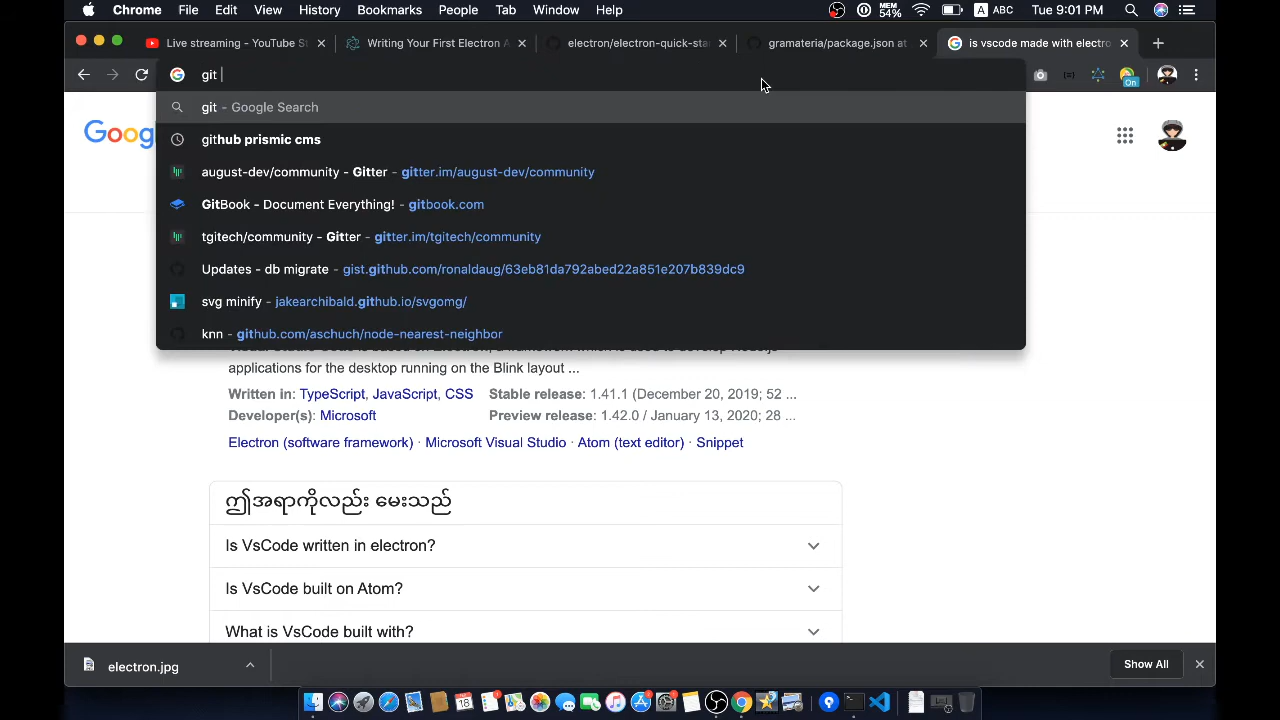 Chrome File Edit View History Bookmarks People Tab Window Help MEM 54% A ABC Tue 9:01 PM
Live streaming - YouTube St Writing Your First Electron A electron/electron-quick-sta gramateria/package.json at is vscode made with electro
git On
git - Google Search
github prismic cms
Goog
august-dev/community - Gitter - gitter.im/august-dev/community
GitBook - Document Everything! - gitbook.com
tgitech/community - Gitter - gitter.im/tgitech/community
Updates - db migrate - gist.github.com/ronaldaug/63eb81da792abed22a851e207b839dc9
svg minify - jakearchibald.github.io/svgomg/
knn - github.com/aschuch/node-nearest-neighbor
applications for the desktop running on the Blink layout ...
Written in: TypeScript, JavaScript, CSS Stable release: 1.41.1 (December 20, 2019; 52 ...
Developer(s): Microsoft Preview release: 1.42.0 / January 13, 2020; 28 ...
Electron (software framework) · Microsoft Visual Studio · Atom (text editor) · Snippet
ဤအရာကိုလည်း မေးသည်
Is VsCode written in electron?
Is VsCode built on Atom?
What is VsCode built with?
electron.jpg Show All